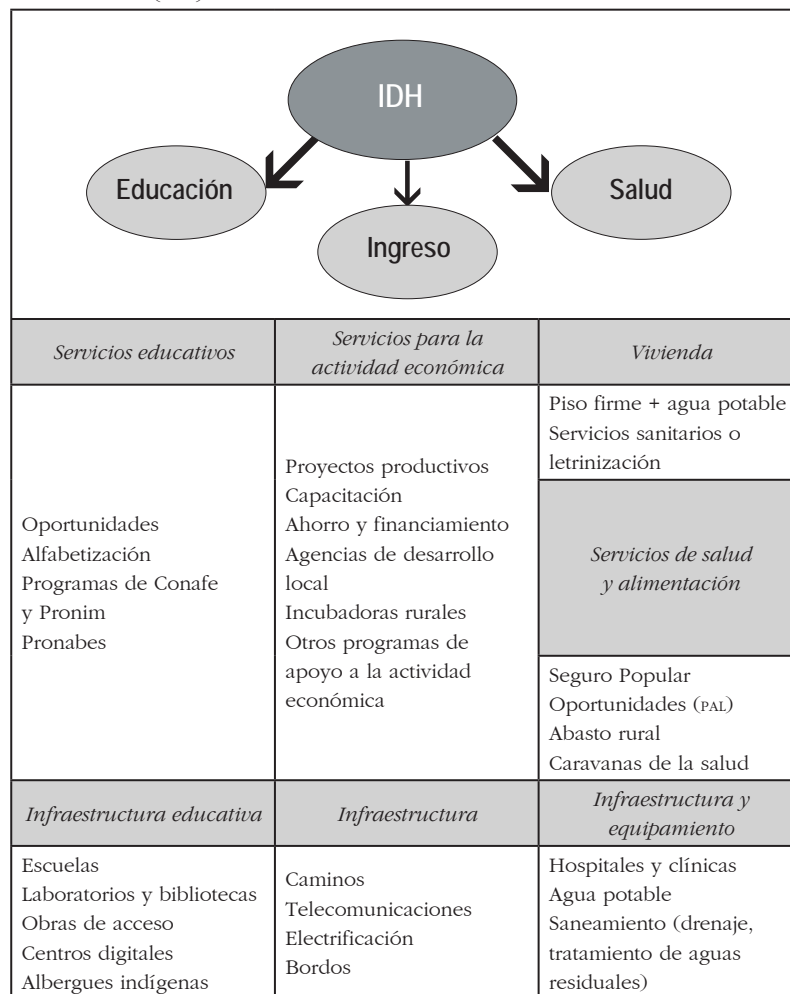 IDH
Educación
Salud
Ingreso
Servicios educativos
Servicios para la
actividad económica
Vivienda
Oportunidades
Alfabetización
Programas de Conafe
y Pronim
Pronabes
Proyectos productivos
Capacitación
Ahorro y financiamiento
Agencias de desarrollo
local
Incubadoras rurales
Otros programas de
apoyo a la actividad
económica
Piso firme + agua potable
Servicios sanitarios o
letrinización
Servicios de salud
y alimentación
Seguro Popular
Oportunidades (PAL)
Abasto rural
Caravanas de la salud
Infraestructura educativa
Infraestructura
Infraestructura y
equipamiento
Escuelas
Laboratorios y bibliotecas
Obras de acceso
Centros digitales
Albergues indígenas
Caminos
Telecomunicaciones
Electrificación
Bordos
Hospitales y clínicas
Agua potable
Saneamiento (drenaje,
tratamiento de aguas
residuales)